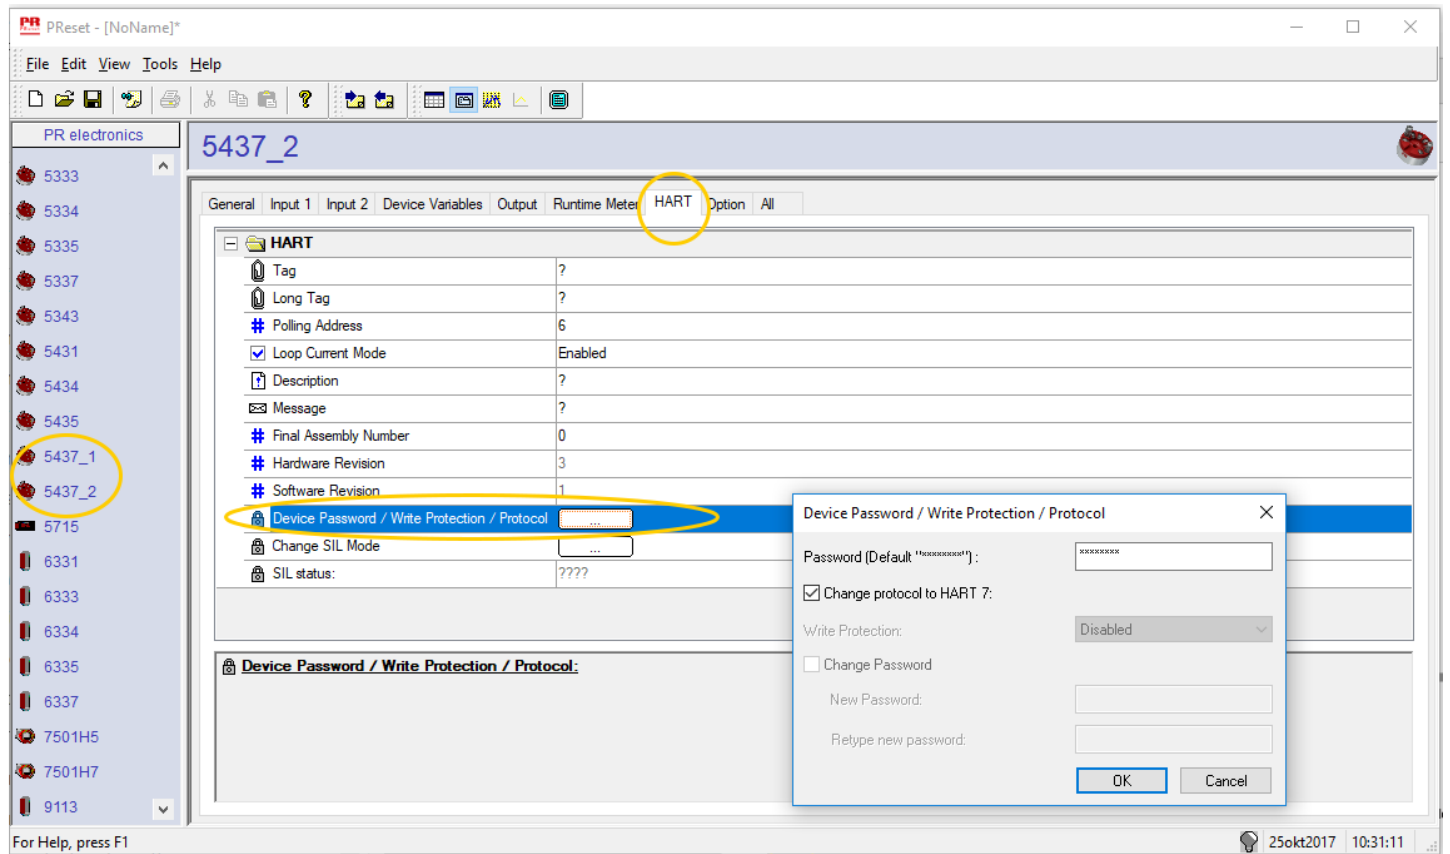 PR PReset - [NoName]*
File Edit View Tools Help
PR electronics
5333
5334
5335
5337
5343
5431
5434
5435
5437_1
5437_2
5715
6331
6333
6334
6335
6337
7501H5
7501H7
9113
5437_2
General Input 1 Input 2 Device Variables Output Runtime Meter HART Option All
HART
Tag ?
Long Tag ?
# Polling Address 6
Loop Current Mode Enabled
Description ?
Message ?
# Final Assembly Number 0
# Hardware Revision 3
# Software Revision 1
Device Password / Write Protection / Protocol ...
Change SIL Mode ...
SIL status: ????
Device Password / Write Protection / Protocol:
Device Password / Write Protection / Protocol
Password (Default "********") : ********
Change protocol to HART 7:
Write Protection: Disabled
Change Password
New Password:
Retype new password:
OK Cancel
For Help, press F1 25okt2017 10:31:11